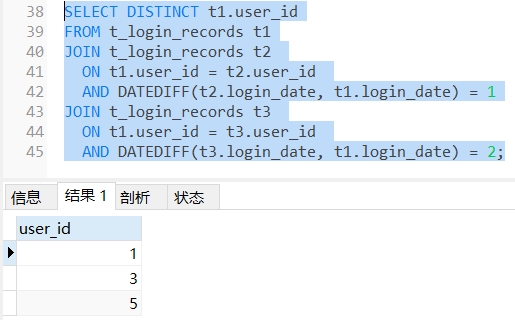 38 SELECT DISTINCT t1.user_id
39 FROM t_login_records t1
40 JOIN t_login_records t2
41   ON t1.user_id = t2.user_id
42   AND DATEDIFF(t2.login_date, t1.login_date) = 1
43 JOIN t_login_records t3
44   ON t1.user_id = t3.user_id
45   AND DATEDIFF(t3.login_date, t1.login_date) = 2;
信息 结果 1 剖析 状态
user_id
1
3
5